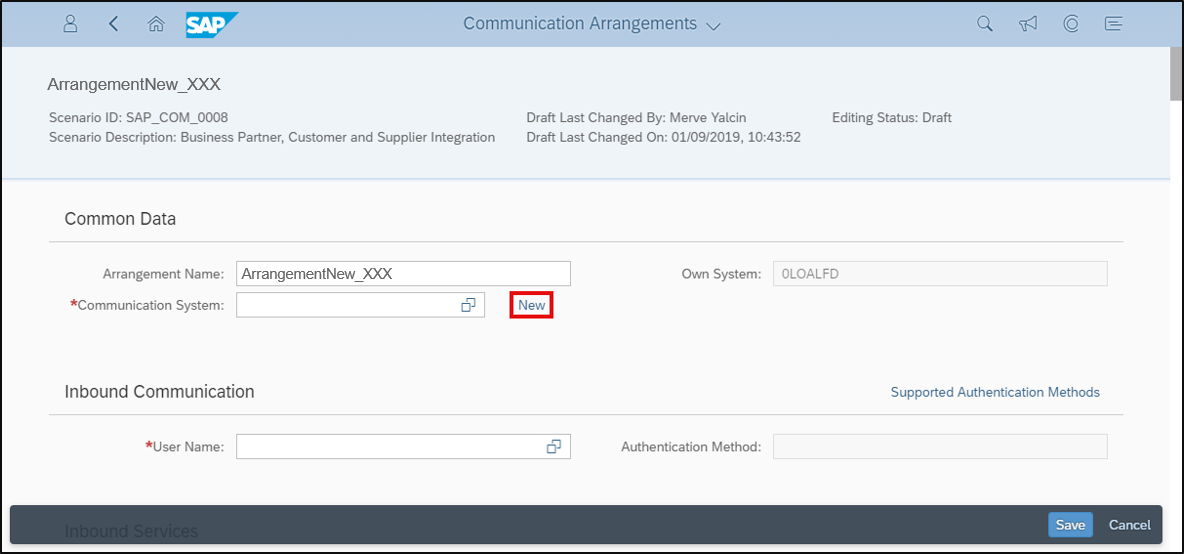 SAP
Communication Arrangements
ArrangementNew_XXX
Scenario ID: SAP_COM_0008
Draft Last Changed By: Merve Yalcin
Editing Status: Draft
Scenario Description: Business Partner, Customer and Supplier Integration
Draft Last Changed On: 01/09/2019, 10:43:52
Common Data
Arrangement Name: ArrangementNew_XXX
Own System: 0LOALFD
*Communication System:
New
Inbound Communication
Supported Authentication Methods
*User Name:
Authentication Method:
Inbound Services
Save
Cancel